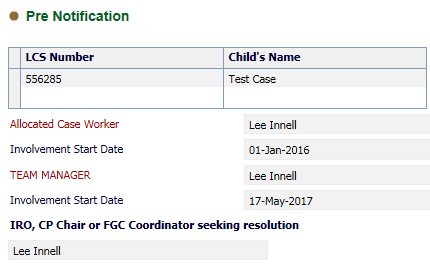 Pre Notification
LCS Number Child's Name
556285 Test Case
Allocated Case Worker Lee Innell
Involvement Start Date 01-Jan-2016
TEAM MANAGER Lee Innell
Involvement Start Date 17-May-2017
IRO, CP Chair or FGC Coordinator seeking resolution
Lee Innell